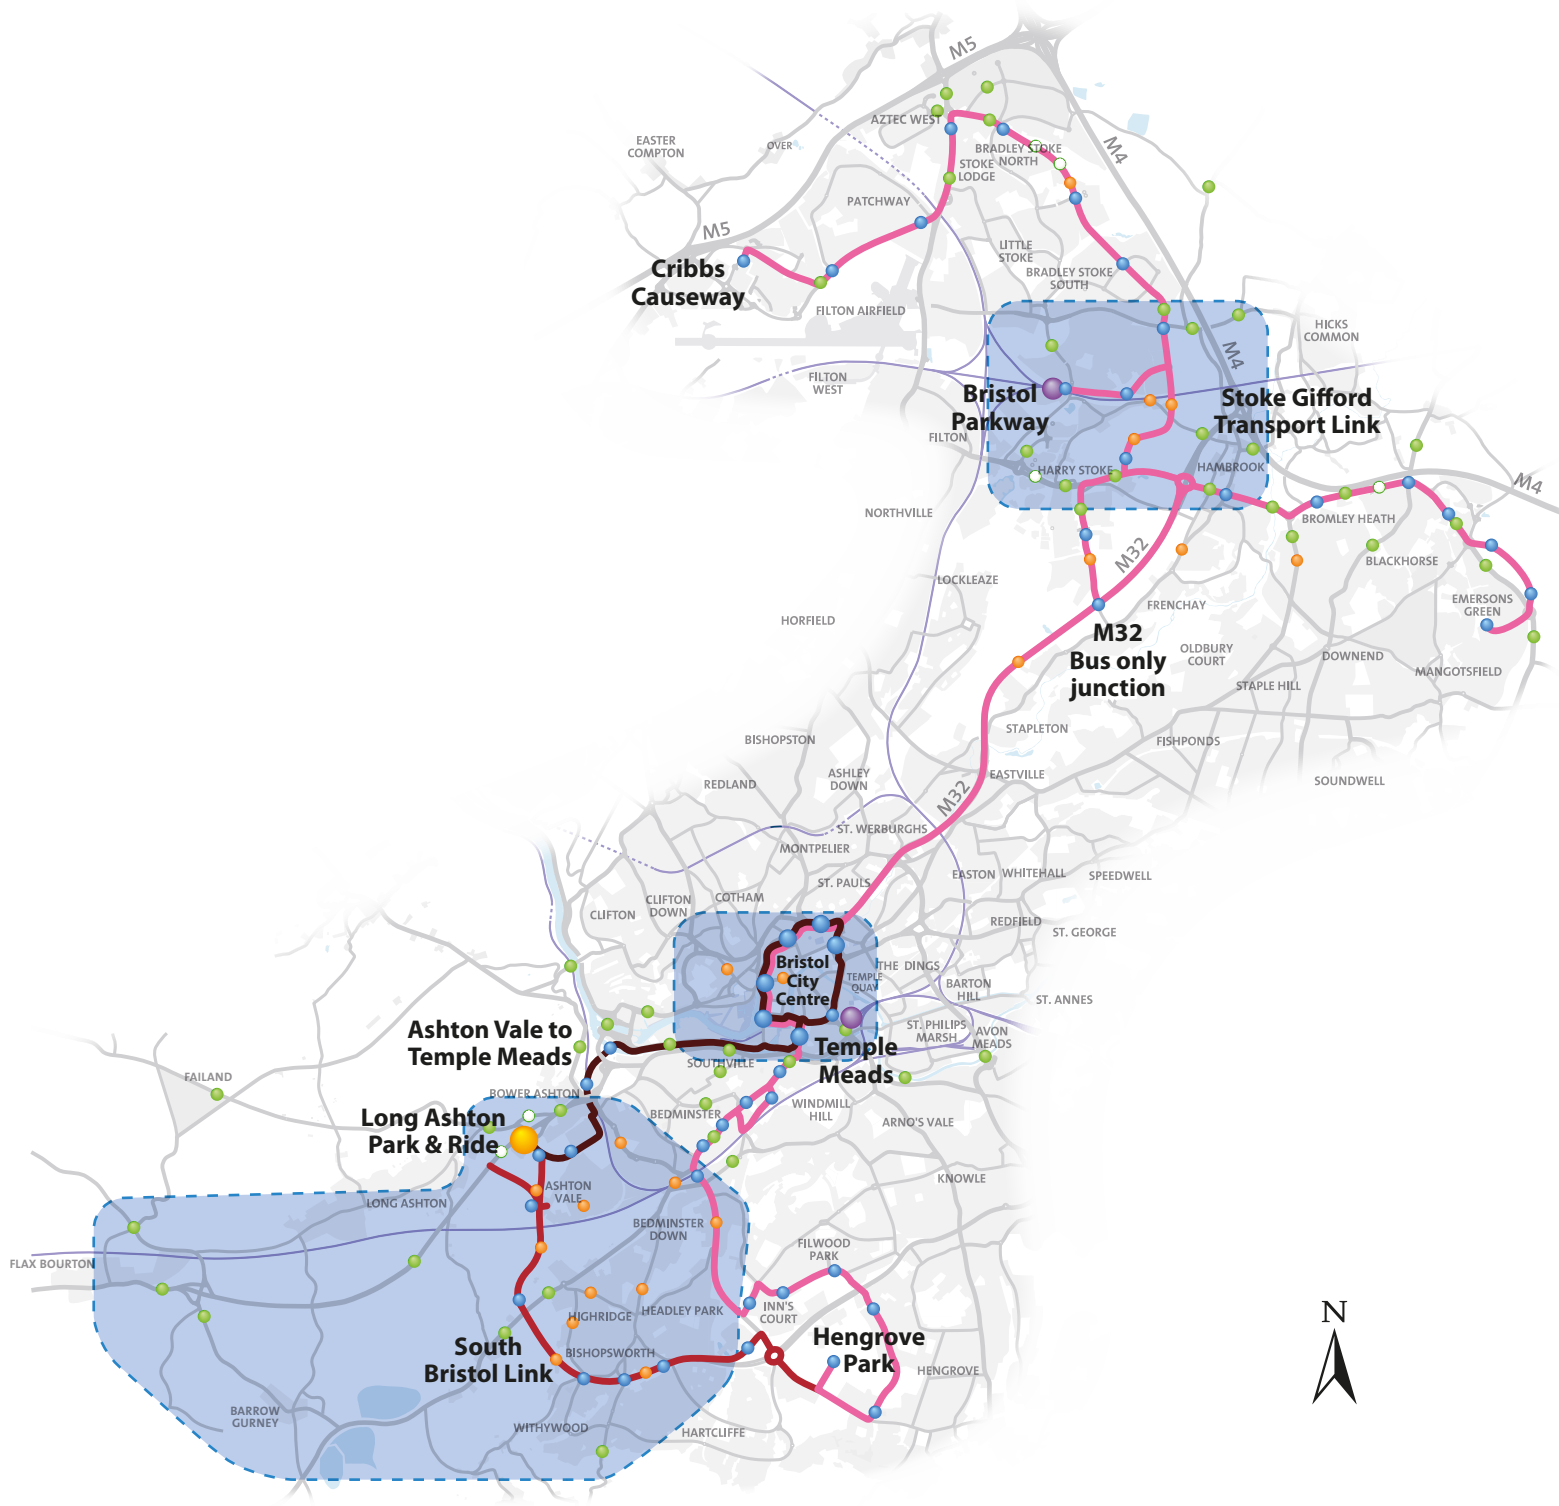 M5
AZTEC WEST
EASTER
COMPTON
OVER
BRADLEY STOKE
NORTH
M4
STOKE
LODGE
PATCHWAY
M5
LITTLE
STOKE
Cribbs
Causeway
BRADLEY STOKE
SOUTH
FILTON AIRFIELD
HICKS
COMMON
M4
FILTON
WEST
Bristol
Parkway
Stoke Gifford
Transport Link
FILTON
HARRY STOKE
HAMBROOK
M4
NORTHVILLE
BROMLEY HEATH
M32
BLACKHORSE
LOCKLEAZE
EMERSONS
GREEN
FRENCHAY
HORFIELD
M32
Bus only
junction
OLDBURY
COURT
DOWNEND
MANGOTSFIELD
STAPLE HILL
STAPLETON
BISHOPSTON
FISHPONDS
ASHLEY
DOWN
EASTVILLE
SOUNDWELL
REDLAND
M32
ST. WERBURGHS
MONTPELIER
EASTON
WHITEHALL
SPEEDWELL
ST. PAULS
COTHAM
CLIFTON
DOWN
CLIFTON
REDFIELD
ST. GEORGE
Bristol
City
Centre
THE DINGS
TEMPLE
QUAY
BARTON
HILL
ST. ANNES
Ashton Vale to
Temple Meads
ST. PHILIPS
MARSH
AVON
MEADS
Temple
Meads
SOUTHVILLE
FAILAND
BOWER ASHTON
Long Ashton
Park & Ride
BEDMINSTER
WINDMILL
HILL
ARNO'S VALE
KNOWLE
ASHTON
VALE
LONG ASHTON
BEDMINSTER
DOWN
FILWOOD
PARK
FLAX BOURTON
HIGHRIDGE
HEADLEY PARK
INN'S
COURT
N
South
Bristol Link
BISHOPSWORTH
Hengrove
Park
HENGROVE
BARROW
GURNEY
WITHYWOOD
HARTCLIFFE